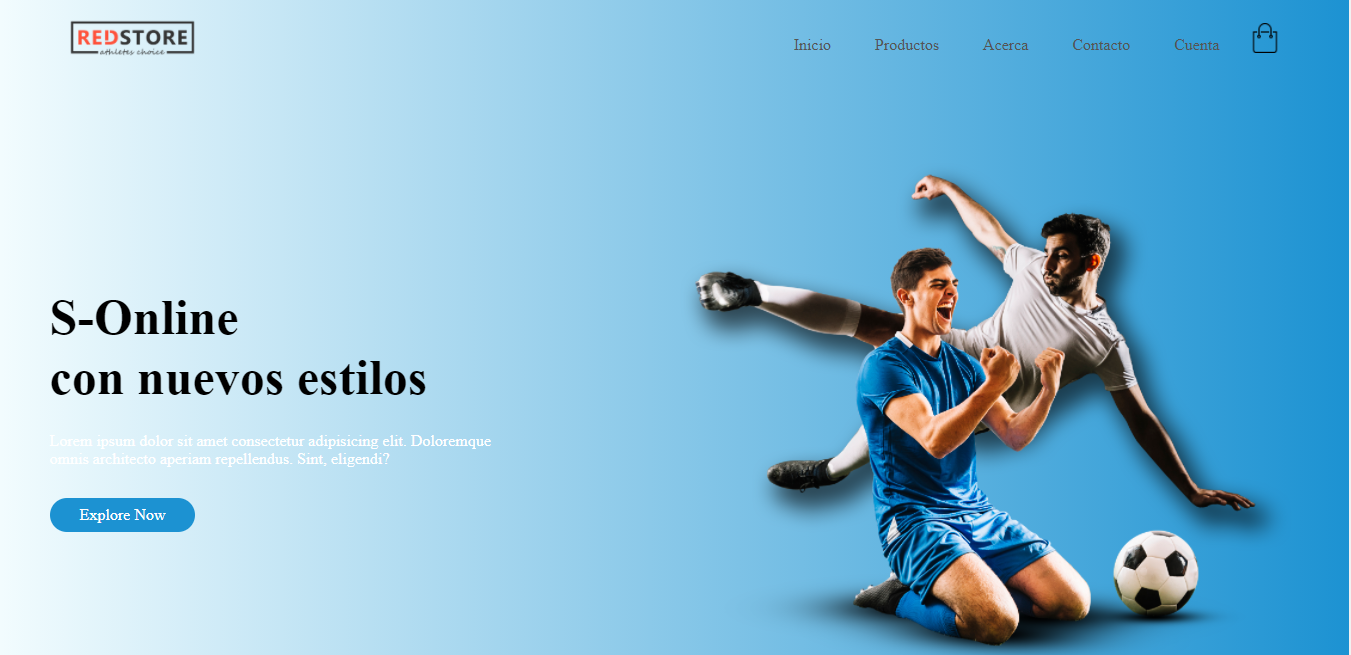 REDSTORE
athletes choice
Inicio Productos Acerca Contacto Cuenta
S-Online
con nuevos estilos
Lorem ipsum dolor sit amet consectetur adipisicing elit. Doloremque
omnis architecto aperiam repellendus. Sint, eligendi?
Explore Now